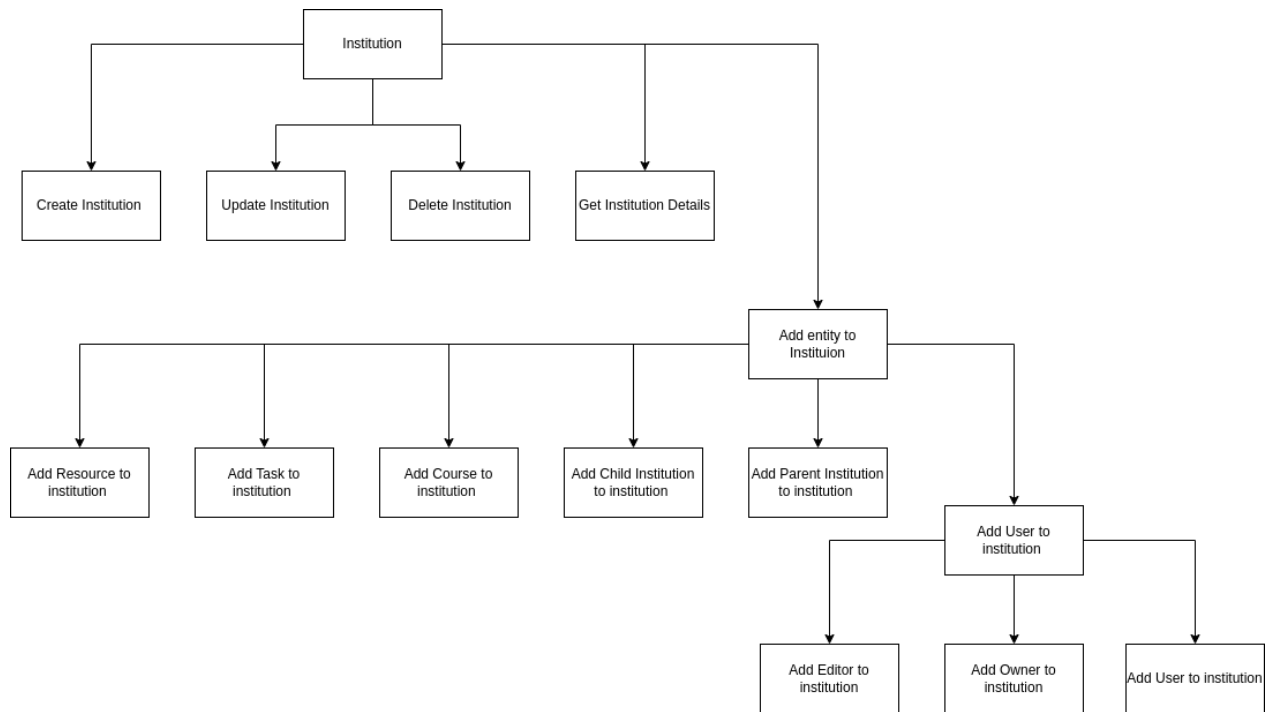 Institution
Create Institution
Update Institution
Delete Institution
Get Institution Details
Add entity to
Instituion
Add Resource to
institution
Add Task to
institution
Add Course to
institution
Add Child Institution
to institution
Add Parent Institution
to institution
Add User to
institution
Add Editor to
institution
Add Owner to
institution
Add User to institution